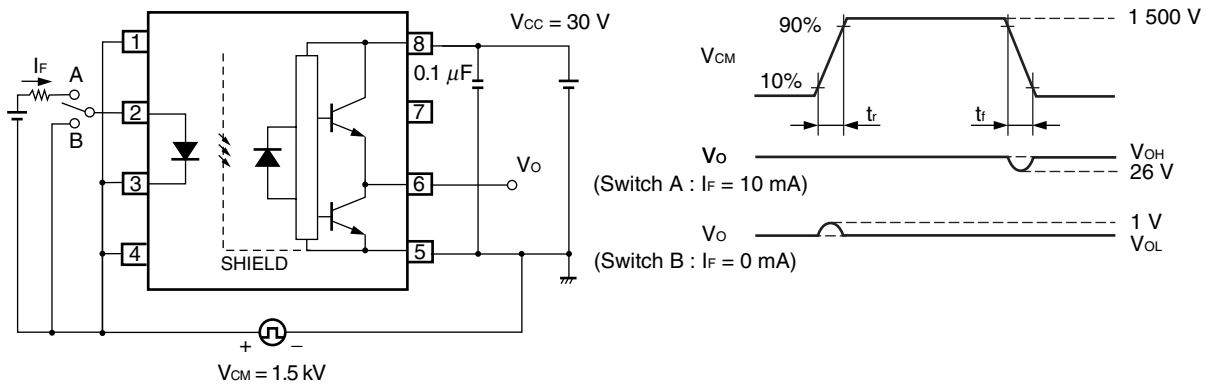 IF
A
B
1
2
3
4
SHIELD
8
7
6
5
VCC = 30 V
0.1 μF
VO
+ −
VCM = 1.5 kV
VCM
90%
10%
tr
tf
1 500 V
VO
(Switch A : IF = 10 mA)
VOH
26 V
VO
(Switch B : IF = 0 mA)
1 V
VOL